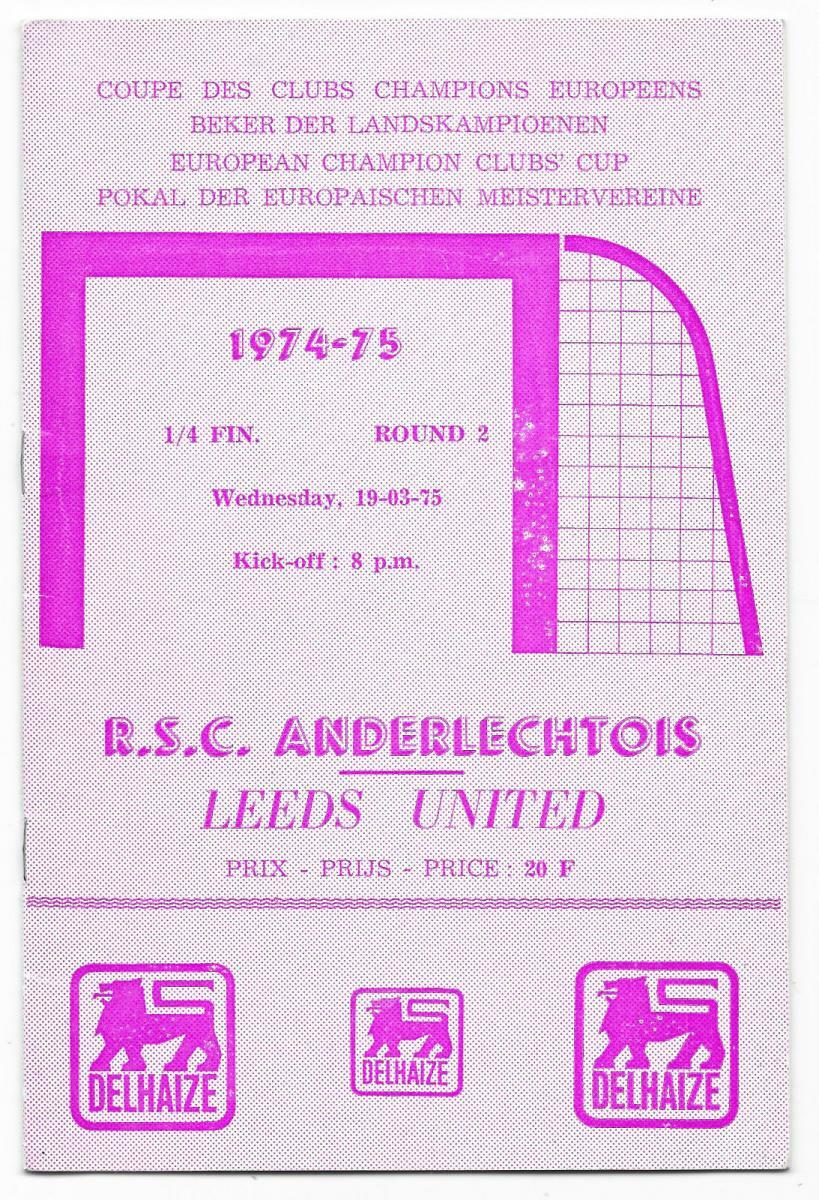 COUPE DES CLUBS CHAMPIONS EUROPEENS
BEKER DER LANDSKAMPIOENEN
EUROPEAN CHAMPION CLUBS' CUP
POKAL DER EUROPAISCHEN MEISTERVEREINE
1974-75
1/4 FIN. ROUND 2
Wednesday, 19-03-75
Kick-off : 8 p.m.
R.S.C. ANDERLECHTOIS
LEEDS UNITED
PRIX - PRIJS - PRICE : 20 F
DELHAIZE
DELHAIZE
DELHAIZE